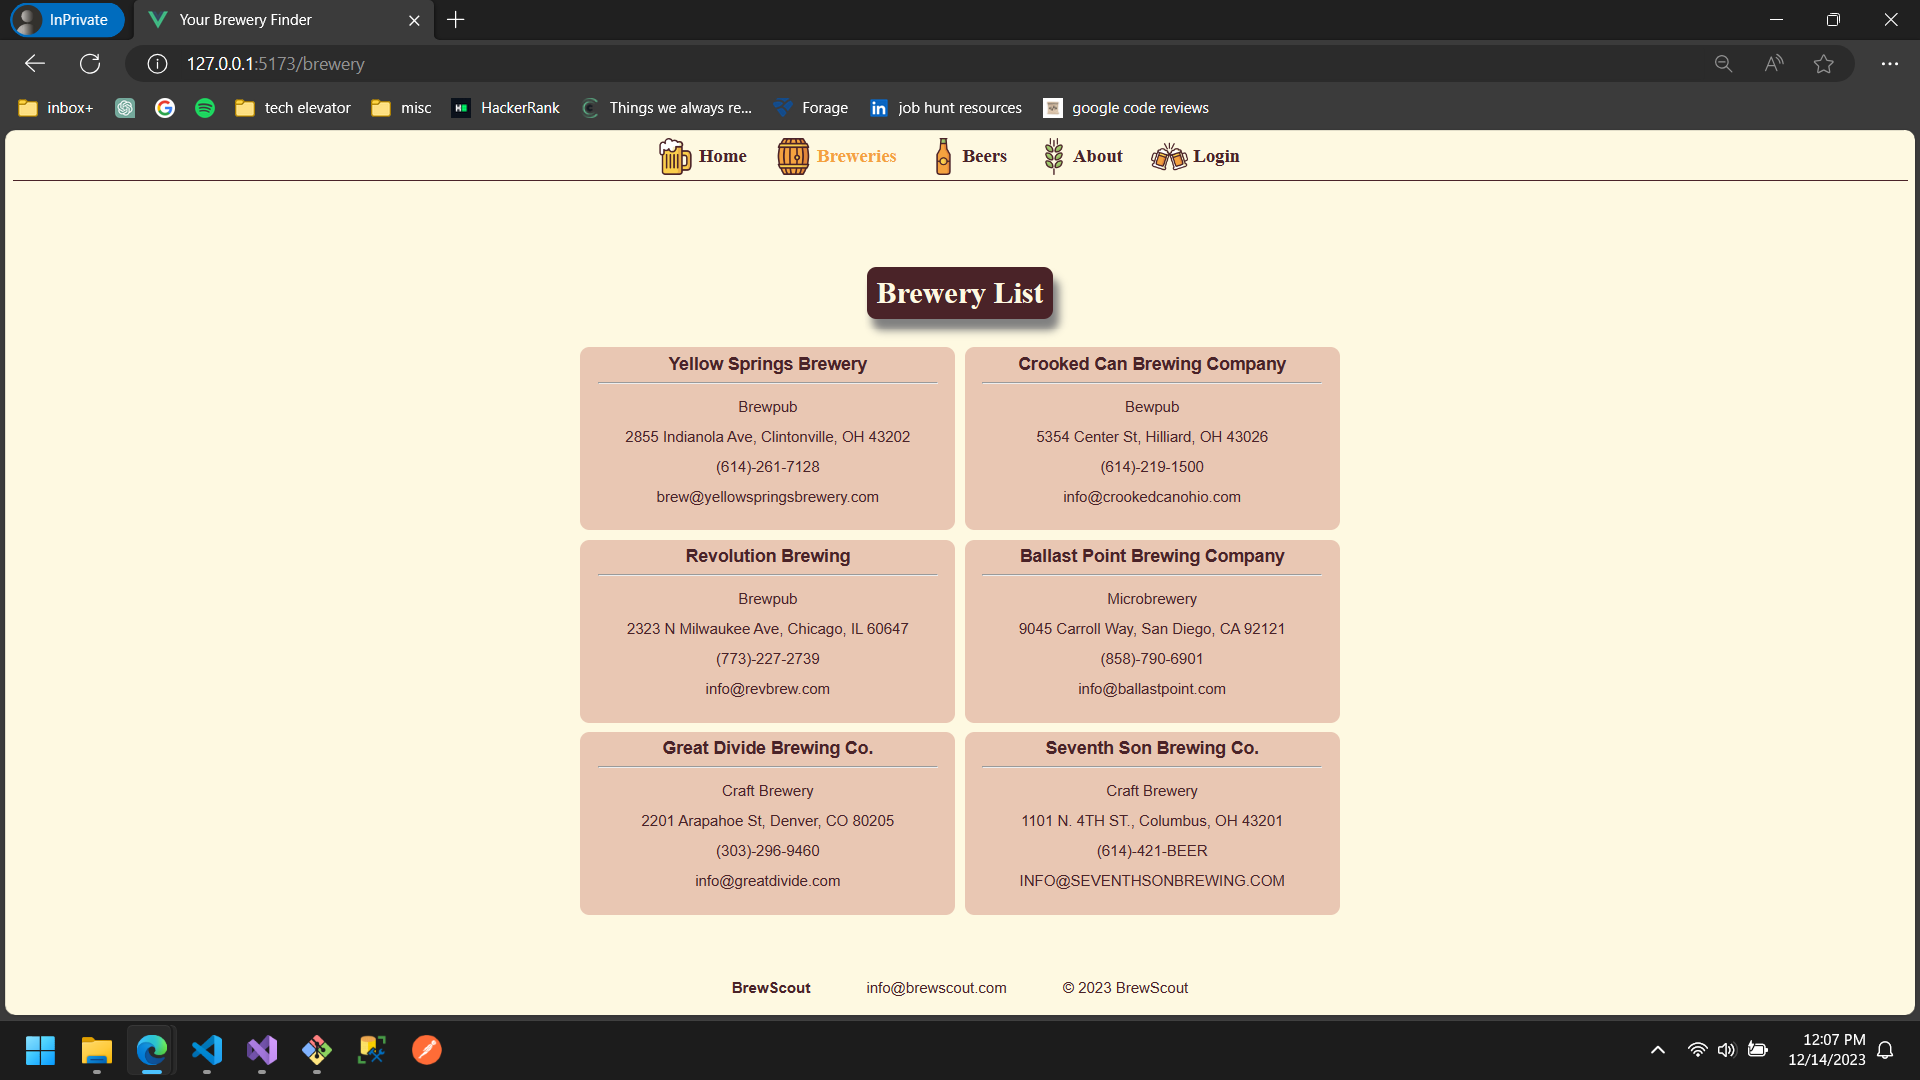 InPrivate
Your Brewery Finder
127.0.0.1:5173/brewery
inbox+
tech elevator
misc
HackerRank
Things we always re...
Forage
job hunt resources
google code reviews
Home
Breweries
Beers
About
Login
Brewery List
Yellow Springs Brewery
Brewpub
2855 Indianola Ave, Clintonville, OH 43202
(614)-261-7128
brew@yellowspringsbrewery.com
Crooked Can Brewing Company
Bewpub
5354 Center St, Hilliard, OH 43026
(614)-219-1500
info@crookedcanohio.com
Revolution Brewing
Brewpub
2323 N Milwaukee Ave, Chicago, IL 60647
(773)-227-2739
info@revbrew.com
Ballast Point Brewing Company
Microbrewery
9045 Carroll Way, San Diego, CA 92121
(858)-790-6901
info@ballastpoint.com
Great Divide Brewing Co.
Craft Brewery
2201 Arapahoe St, Denver, CO 80205
(303)-296-9460
info@greatdivide.com
Seventh Son Brewing Co.
Craft Brewery
1101 N. 4TH ST., Columbus, OH 43201
(614)-421-BEER
INFO@SEVENTHSONBREWING.COM
BrewScout
info@brewscout.com
© 2023 BrewScout
12:07 PM
12/14/2023